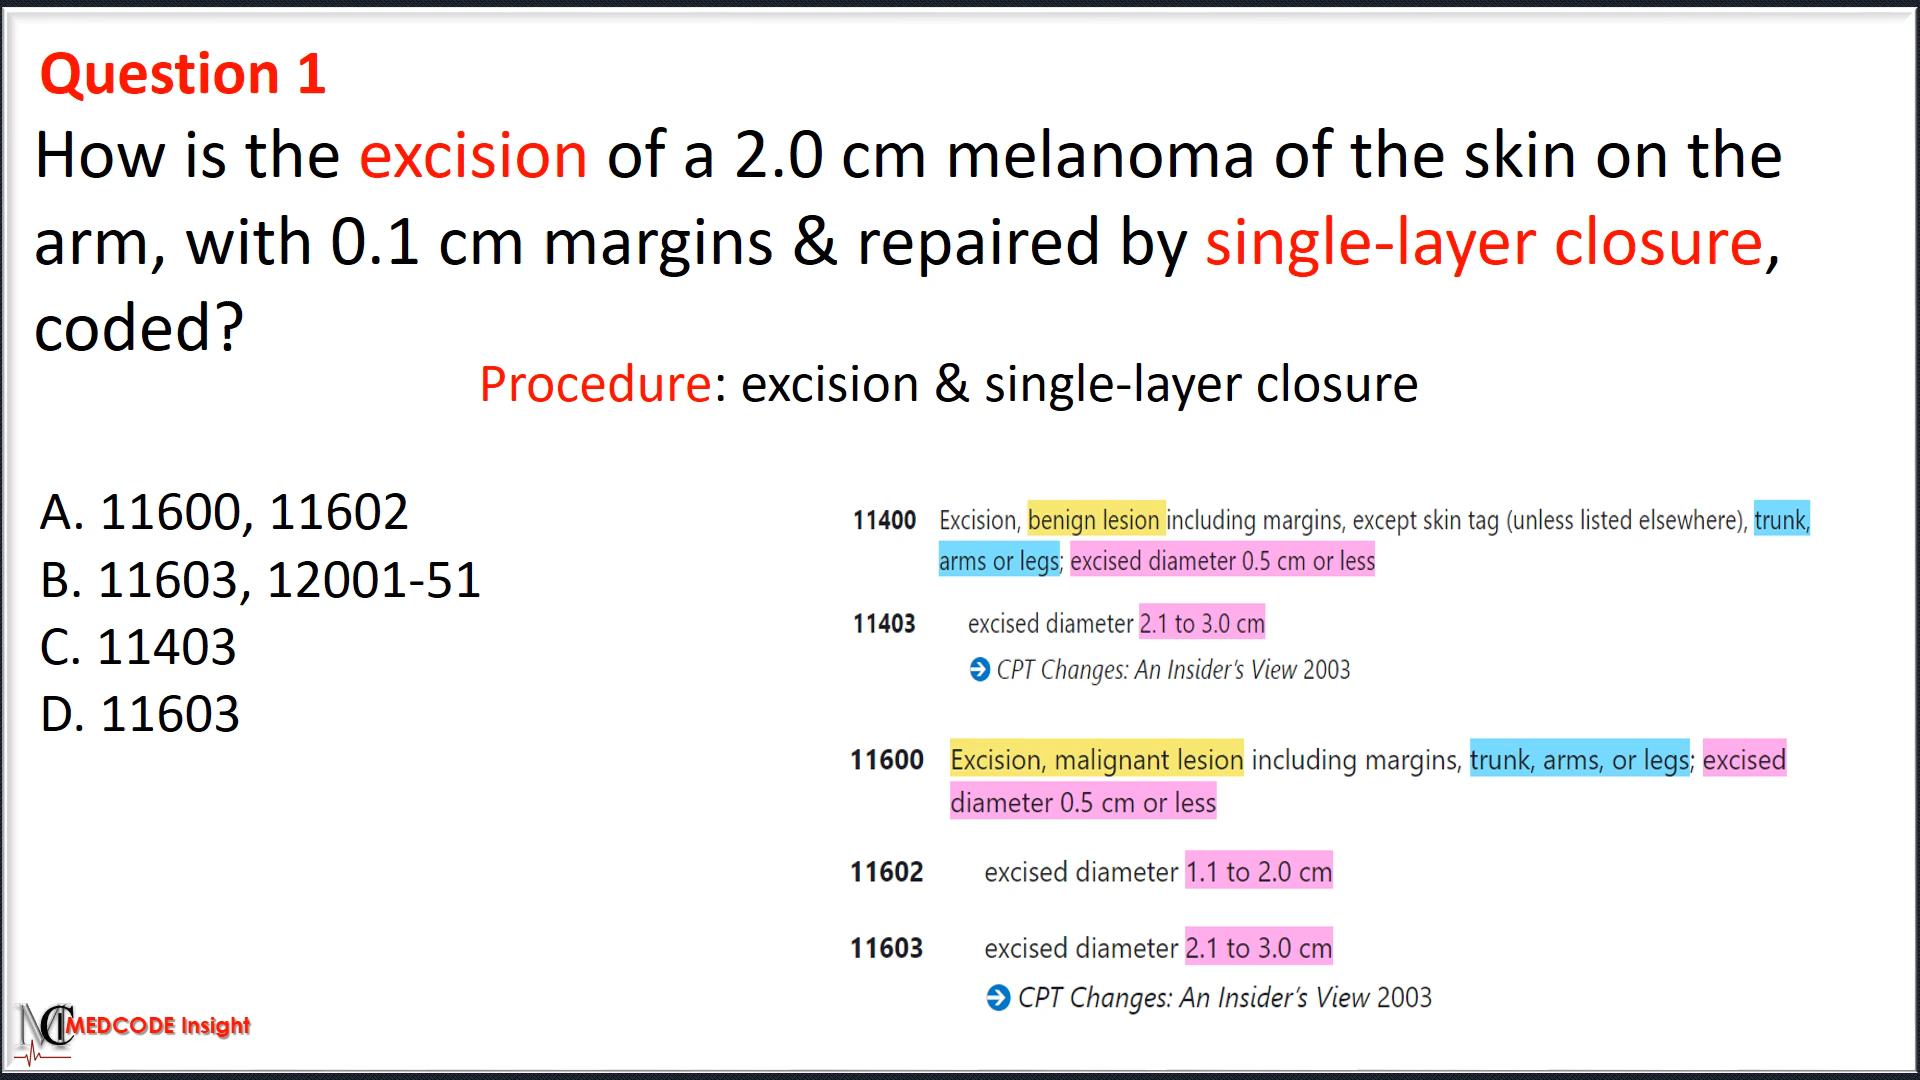 Question 1
How is the excision of a 2.0 cm melanoma of the skin on the
arm, with 0.1 cm margins & repaired by single-layer closure,
coded?
Procedure: excision & single-layer closure
A. 11600, 11602
B. 11603, 12001-51
C. 11403
D. 11603
11400 Excision, benign lesion including margins, except skin tag (unless listed elsewhere), trunk,
arms or legs; excised diameter 0.5 cm or less
11403 excised diameter 2.1 to 3.0 cm
CPT Changes: An Insider's View 2003
11600 Excision, malignant lesion including margins, trunk, arms, or legs; excised
diameter 0.5 cm or less
11602 excised diameter 1.1 to 2.0 cm
11603 excised diameter 2.1 to 3.0 cm
CPT Changes: An Insider's View 2003
MC MEDCODE Insight